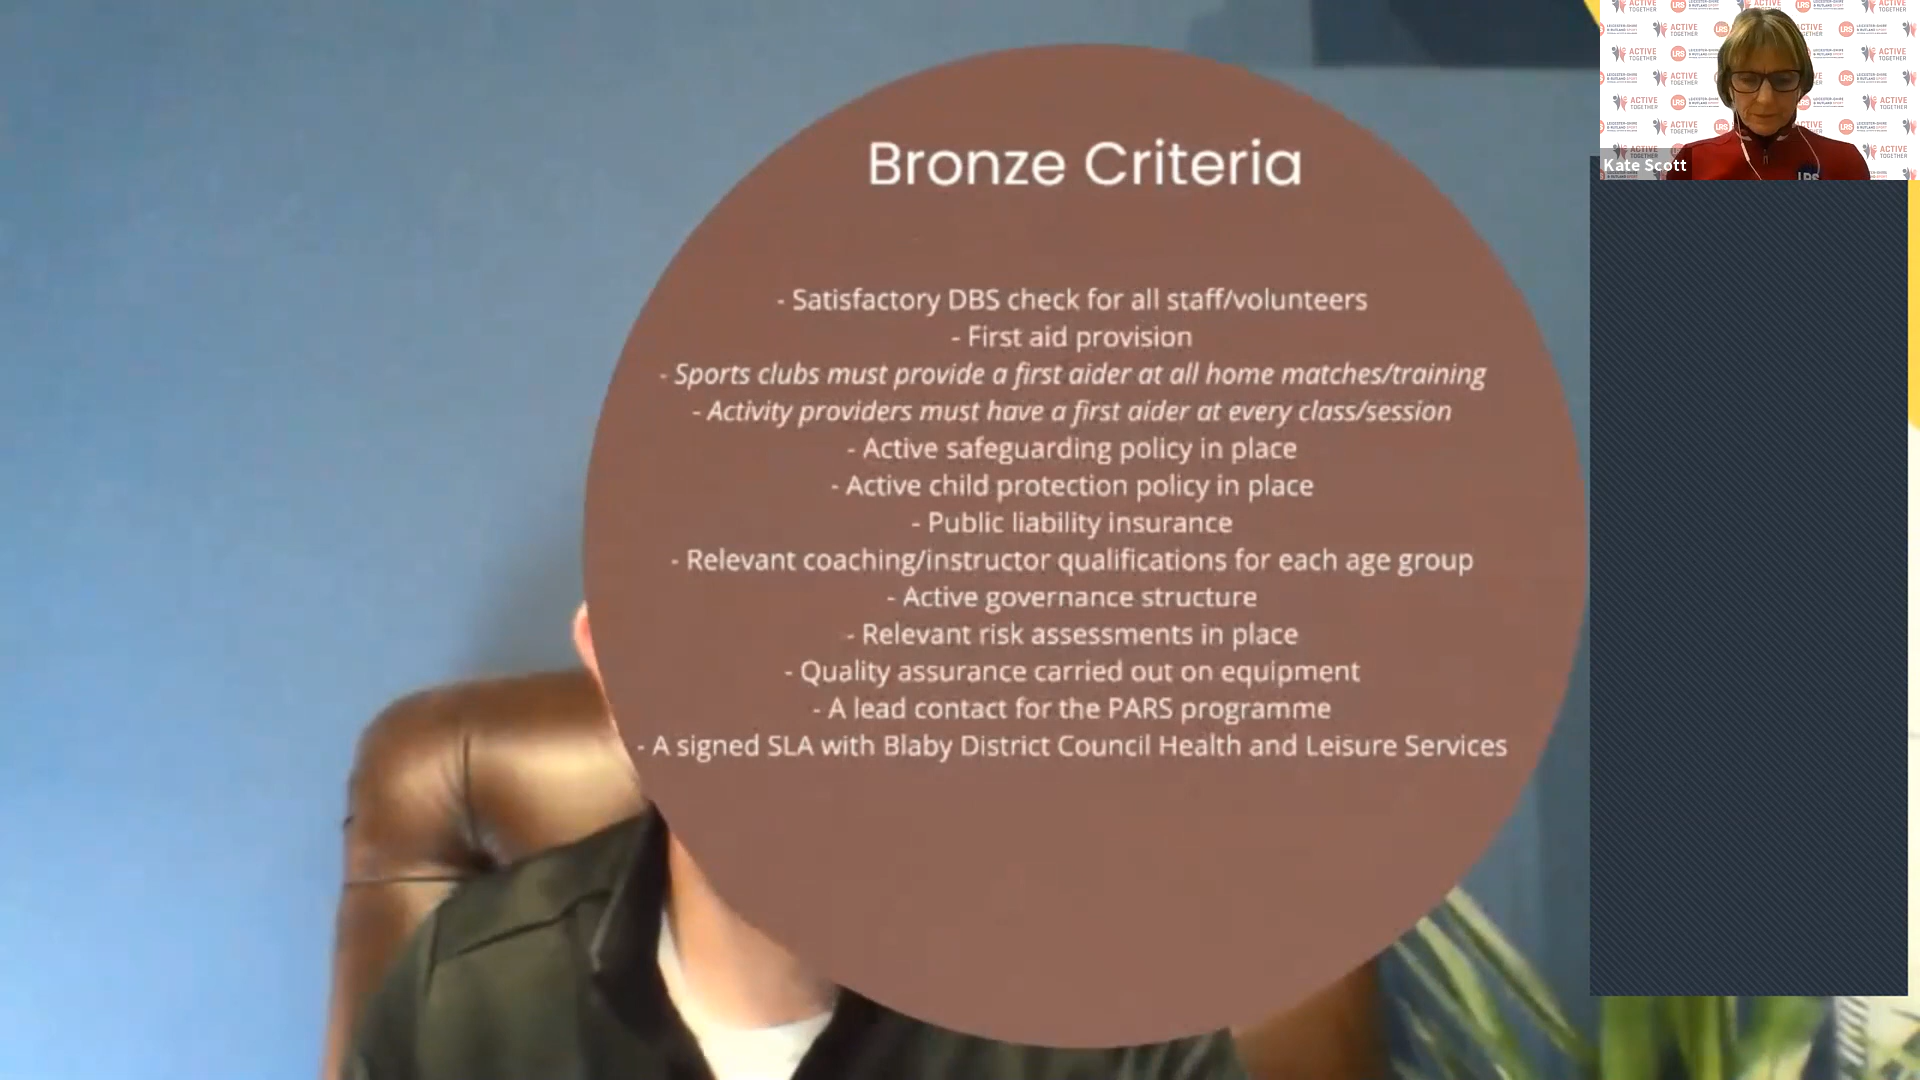 Bronze Criteria
- Satisfactory DBS check for all staff/volunteers
- First aid provision
- Sports clubs must provide a first aider at all home matches/training
- Activity providers must have a first aider at every class/session
- Active safeguarding policy in place
- Active child protection policy in place
- Public liability insurance
- Relevant coaching/instructor qualifications for each age group
- Active governance structure
- Relevant risk assessments in place
- Quality assurance carried out on equipment
- A lead contact for the PARS programme
- A signed SLA with Blaby District Council Health and Leisure Services
ACTIVE
TOGETHER
LRS
Kate Scott